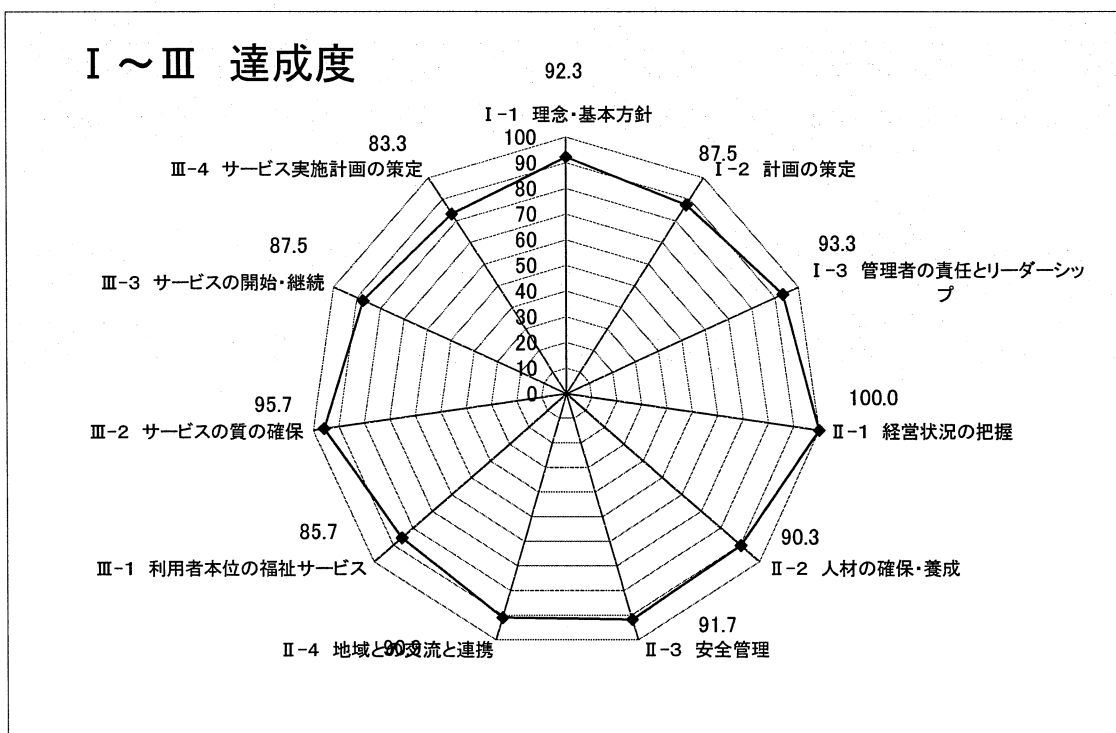 Ⅰ～Ⅲ 達成度
92.3
Ⅰ-1 理念・基本方針
87.5
Ⅰ-2 計画の策定
93.3
Ⅰ-3 管理者の責任とリーダーシッ
プ
100.0
Ⅱ-1 経営状況の把握
90.3
Ⅱ-2 人材の確保・養成
91.7
Ⅱ-3 安全管理
Ⅱ-4 地域との交流と連携
85.7
Ⅲ-1 利用者本位の福祉サービス
95.7
Ⅲ-2 サービスの質の確保
87.5
Ⅲ-3 サービスの開始・継続
83.3
Ⅲ-4 サービス実施計画の策定
100
90
80
70
60
50
40
30
20
10
0